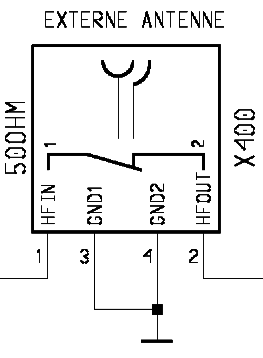 EXTERNE ANTENNE
50OHM
X400
1
2
HFIN
GND1
GND2
HFOUT
1
3
4
2